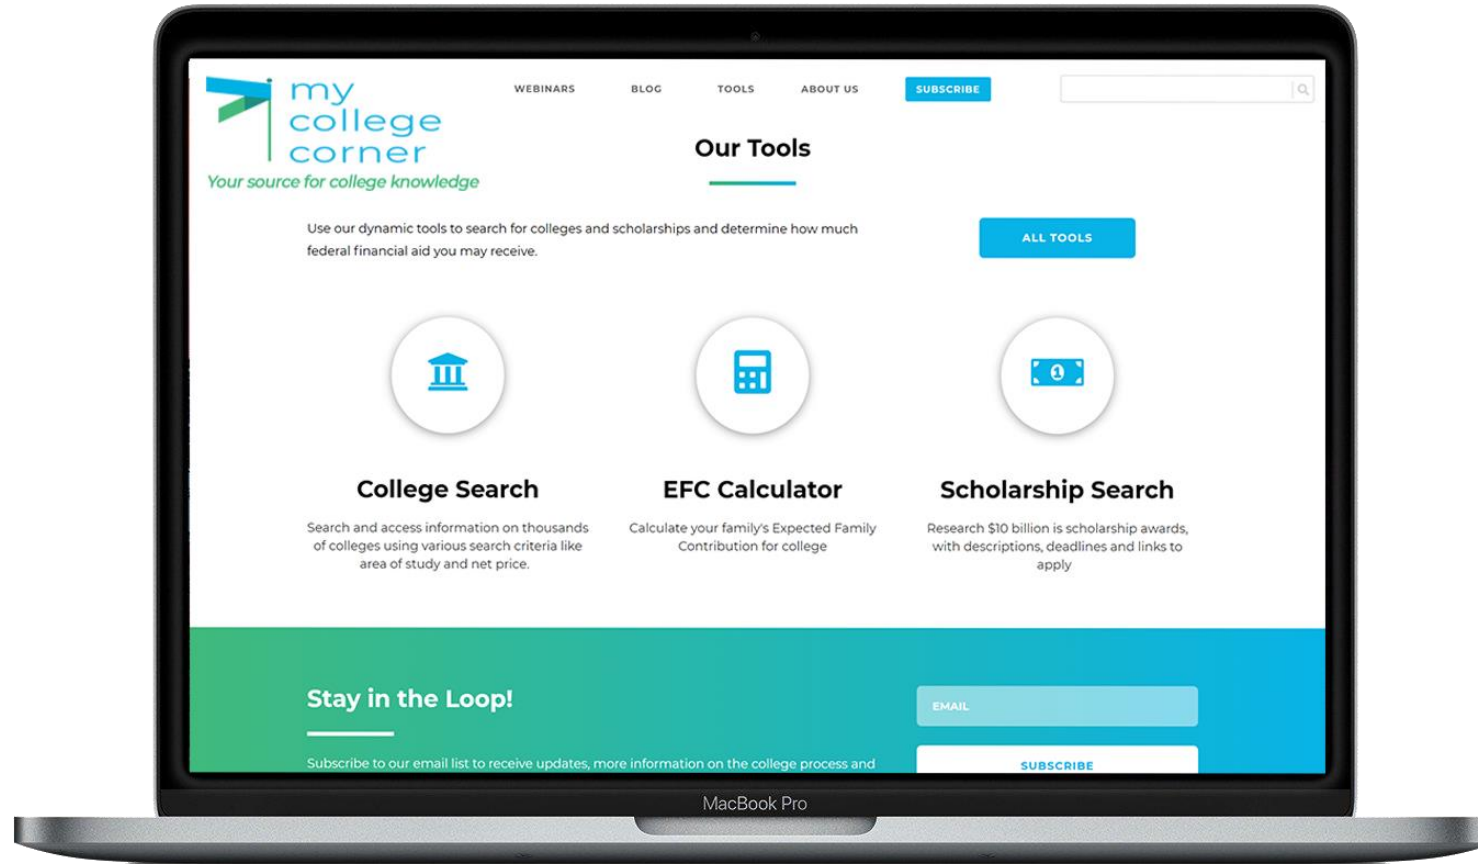 my
college
corner
Your source for college knowledge
WEBINARS BLOG TOOLS ABOUT US SUBSCRIBE
Our Tools
Use our dynamic tools to search for colleges and scholarships and determine how much
federal financial aid you may receive.
ALL TOOLS
1
College Search
Search and access information on thousands
of colleges using various search criteria like
area of study and net price.
EFC Calculator
Calculate your family's Expected Family
Contribution for college
Scholarship Search
Research $10 billion is scholarship awards,
with descriptions, deadlines and links to
apply
Stay in the Loop!
Subscribe to our email list to receive updates, more information on the college process and
EMAIL
SUBSCRIBE
MacBook Pro